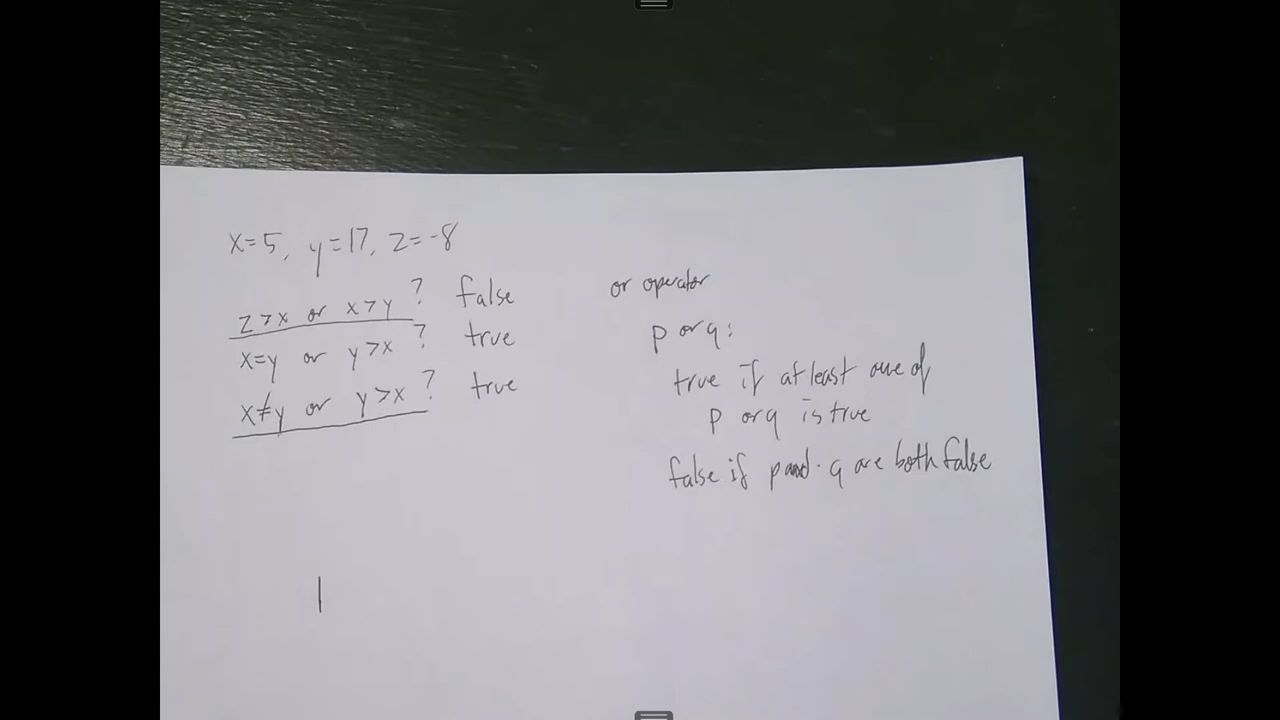 x=5, y=17, z=-8
z>x or x>y ? false
x=y or y>x ? true
x≠y or y>x ? true
or operator
p or q:
true if at least one of
p or q is true
false if p and q are both false